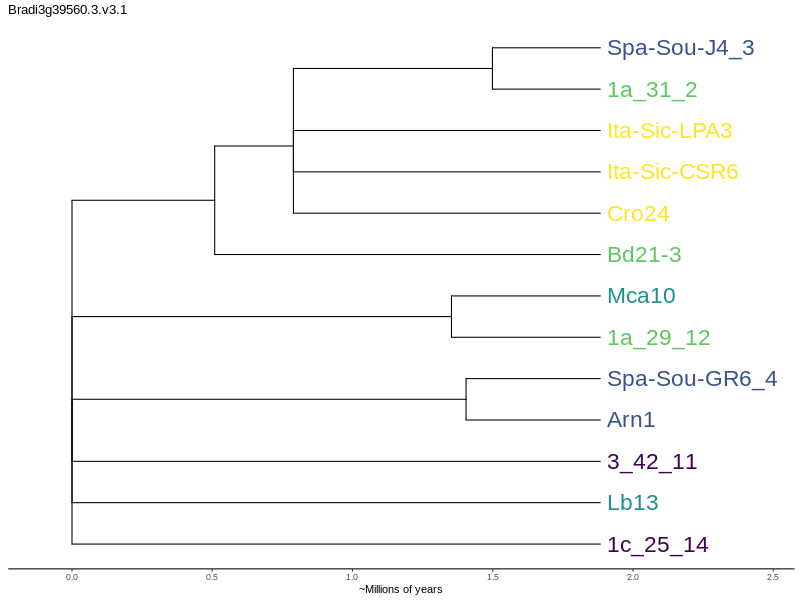 Bradi3g39560.3.v3.1
Spa-Sou-J4_3
1a_31_2
Ita-Sic-LPA3
Ita-Sic-CSR6
Cro24
Bd21-3
Mca10
1a_29_12
Spa-Sou-GR6_4
Arn1
3_42_11
Lb13
1c_25_14
0.0 0.5 1.0 1.5 2.0 2.5
~Millions of years